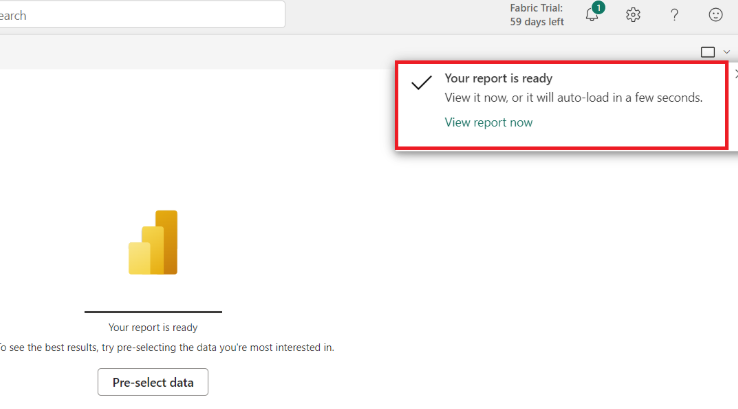 earch
Fabric Trial:
59 days left
1
Your report is ready
View it now, or it will auto-load in a few seconds.
View report now
Your report is ready
To see the best results, try pre-selecting the data you're most interested in.
Pre-select data